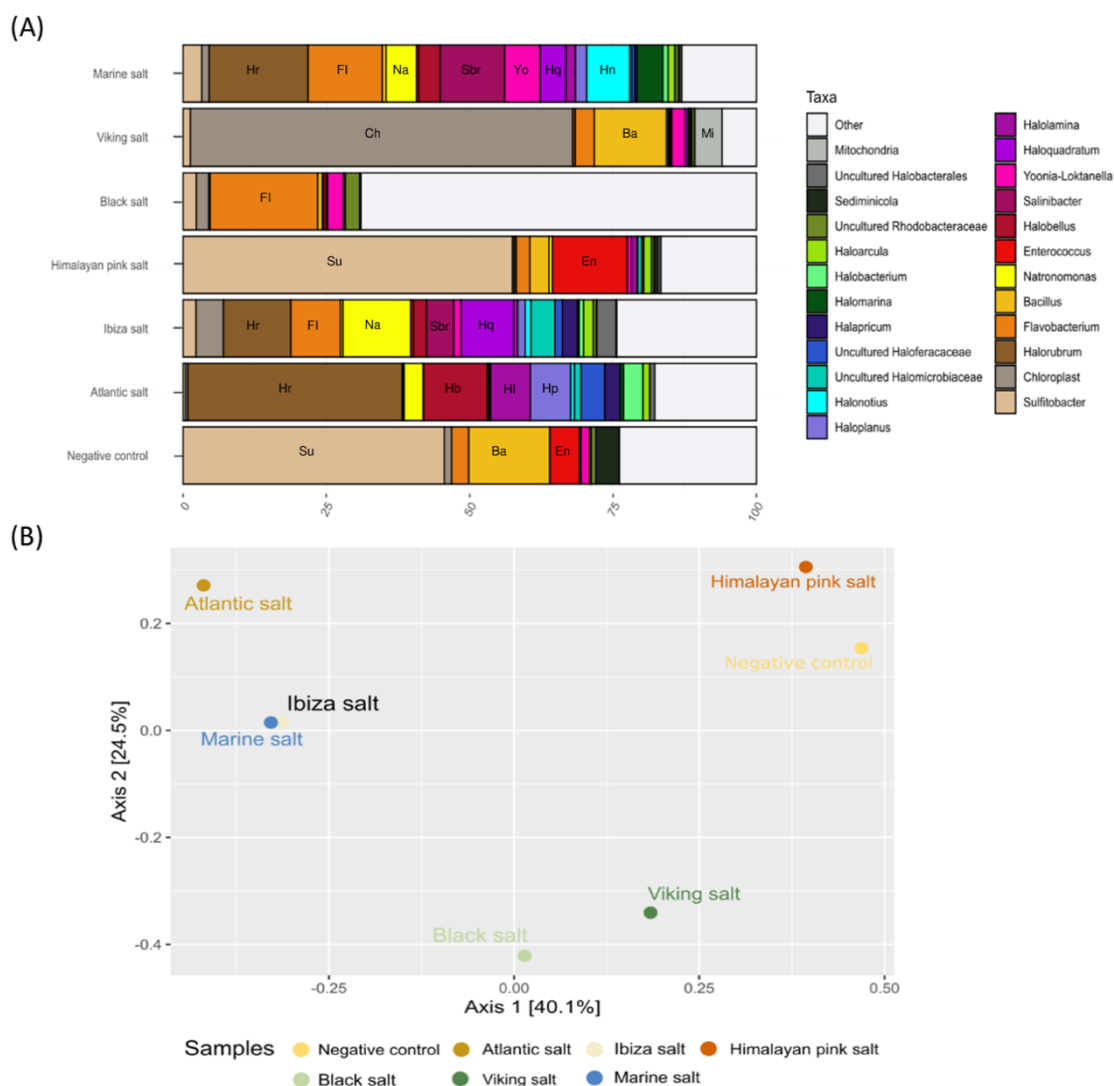 (A)
Marine salt
Hr Fl Na Sbr Yo Hq Hn
Viking salt
Ch Ba Mi
Black salt
Fl
Himalayan pink salt
Su En
Ibiza salt
Hr Fl Na Sbr Hq
Atlantic salt
Hr Hb Hl Hp
Negative control
Su Ba En
0 25 50 75 100
Taxa
Other
Mitochondria
Uncultured Halobacterales
Sediminicola
Uncultured Rhodobacteraceae
Haloarcula
Halobacterium
Halomarina
Halapricum
Uncultured Haloferacaceae
Uncultured Halomicrobiaceae
Halonotius
Haloplanus
Halolamina
Haloquadratum
Yoonia-Loktanella
Salinibacter
Halobellus
Enterococcus
Natronomonas
Bacillus
Flavobacterium
Halorubrum
Chloroplast
Sulfitobacter
(B)
Axis 2 [24.5%]
0.2
0.0
-0.2
-0.4
Himalayan pink salt
Atlantic salt
Negative control
Ibiza salt
Marine salt
Viking salt
Black salt
-0.25 0.00 0.25 0.50
Axis 1 [40.1%]
Samples
Negative control Atlantic salt Ibiza salt Himalayan pink salt
Black salt Viking salt Marine salt